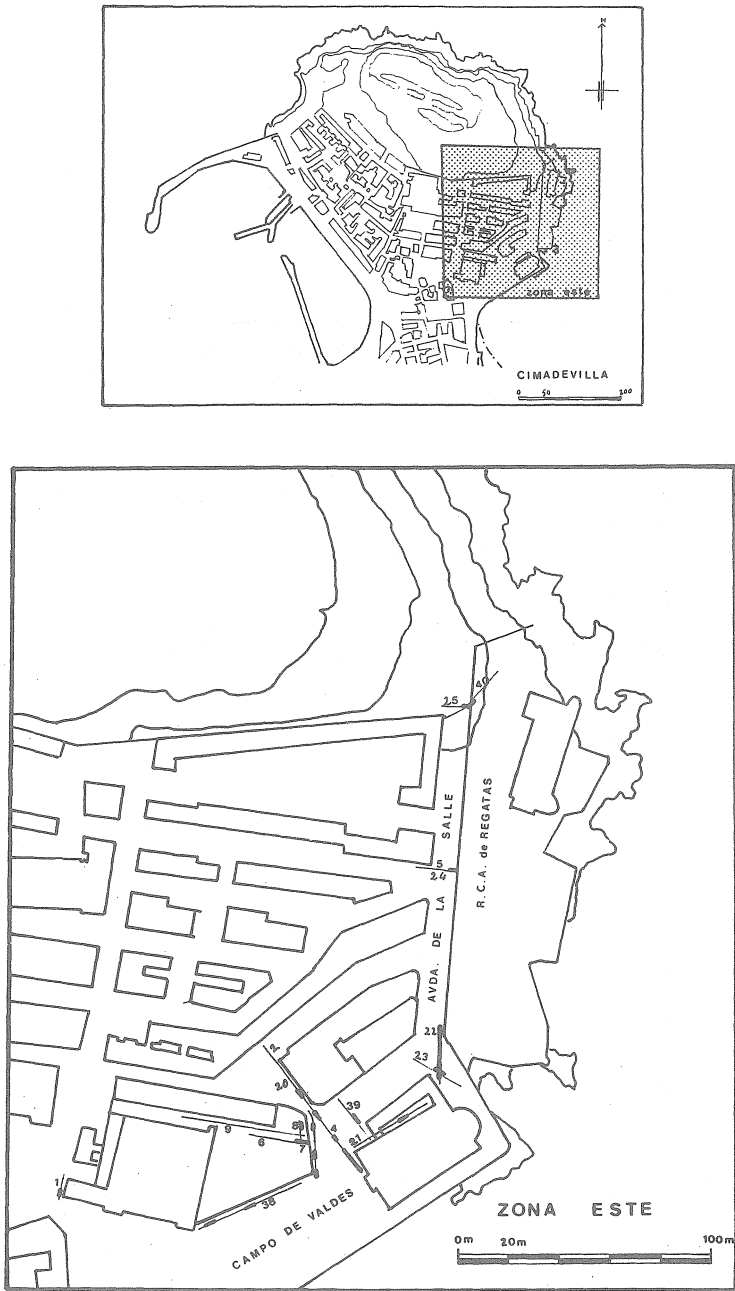 N
zona este
CIMADEVILLA
0 50 200
25
40
AVDA. DE LA SALLE
R.C.A. de REGATAS
5
24
22
23
2
20
39
4
21
8
9
6
7
1
38
CAMPO DE VALDES
ZONA ESTE
0m 20m 100m